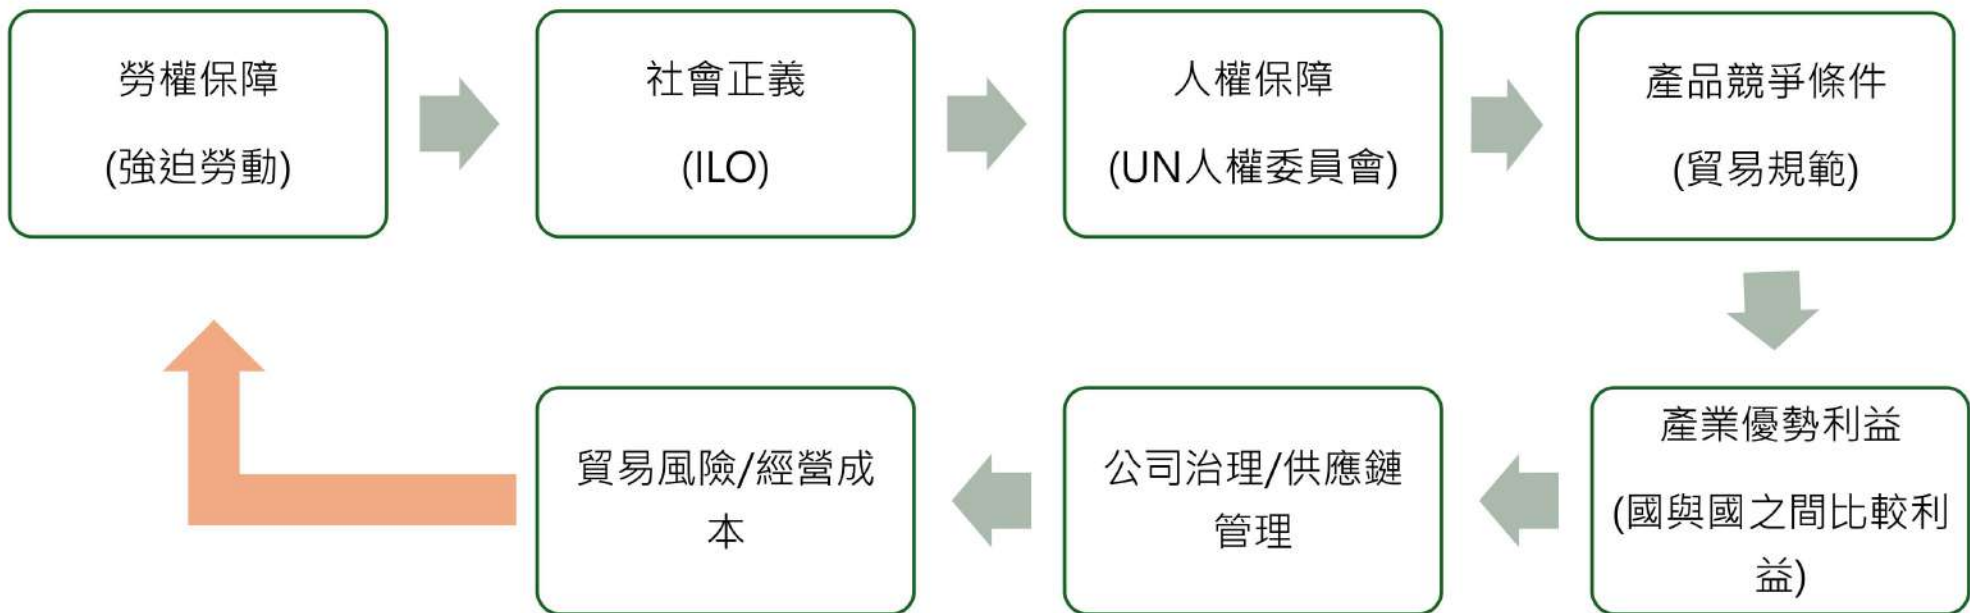 勞權保障
(強迫勞動)
社會正義
(ILO)
人權保障
(UN人權委員會)
產品競爭條件
(貿易規範)
產業優勢利益
(國與國之間比較利
益)
公司治理/供應鏈
管理
貿易風險/經營成
本